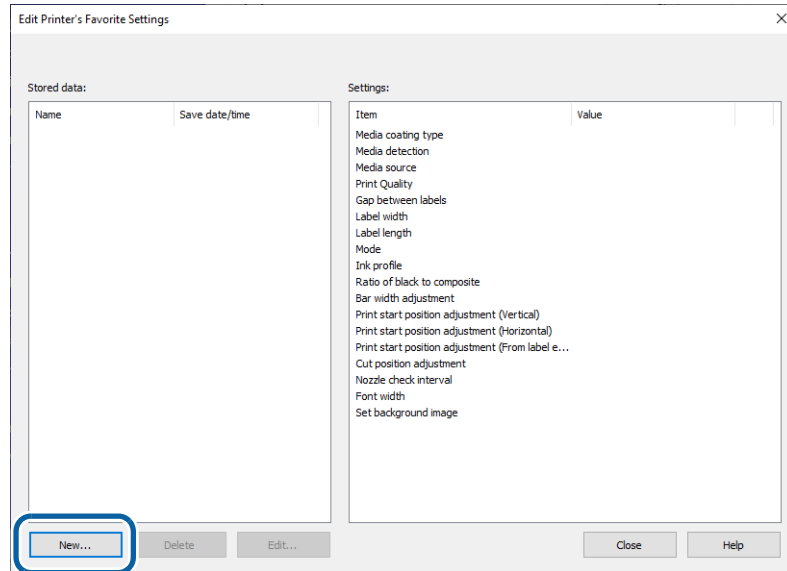 Edit Printer's Favorite Settings
Stored data:
Settings:
Name Save date/time
Item Value
Media coating type
Media detection
Media source
Print Quality
Gap between labels
Label width
Label length
Mode
Ink profile
Ratio of black to composite
Bar width adjustment
Print start position adjustment (Vertical)
Print start position adjustment (Horizontal)
Print start position adjustment (From label e...
Cut position adjustment
Nozzle check interval
Font width
Set background image
New... Delete Edit... Close Help